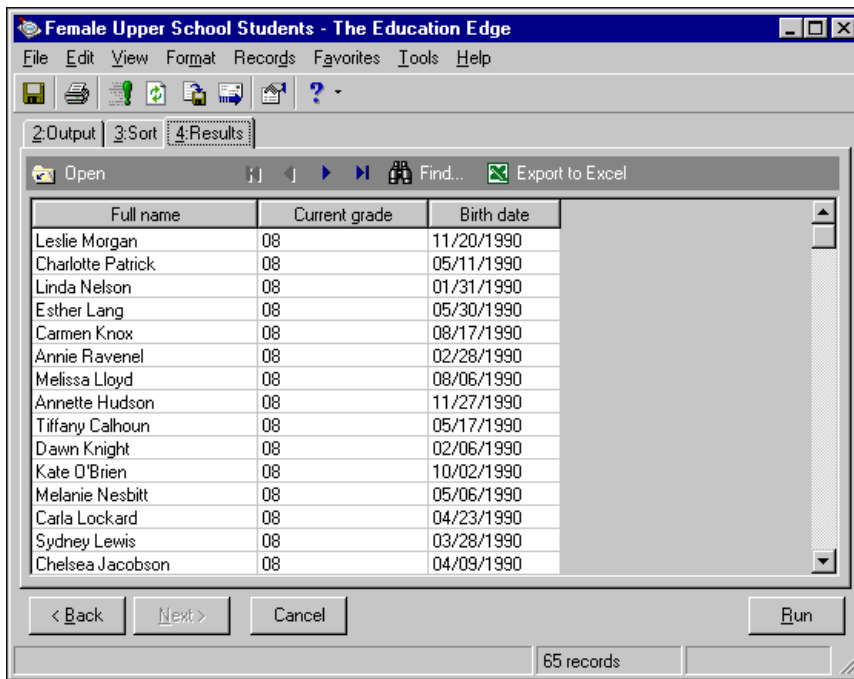 Female Upper School Students - The Education Edge
File Edit View Format Records Favorites Tools Help
2:Output 3:Sort 4:Results
Open Find... Export to Excel
Full name Current grade Birth date
Leslie Morgan 08 11/20/1990
Charlotte Patrick 08 05/11/1990
Linda Nelson 08 01/31/1990
Esther Lang 08 05/30/1990
Carmen Knox 08 08/17/1990
Annie Ravenel 08 02/28/1990
Melissa Lloyd 08 08/06/1990
Annette Hudson 08 11/27/1990
Tiffany Calhoun 08 05/17/1990
Dawn Knight 08 02/06/1990
Kate O'Brien 08 10/02/1990
Melanie Nesbitt 08 05/06/1990
Carla Lockard 08 04/23/1990
Sydney Lewis 08 03/28/1990
Chelsea Jacobson 08 04/09/1990
< Back Next > Cancel Run
65 records